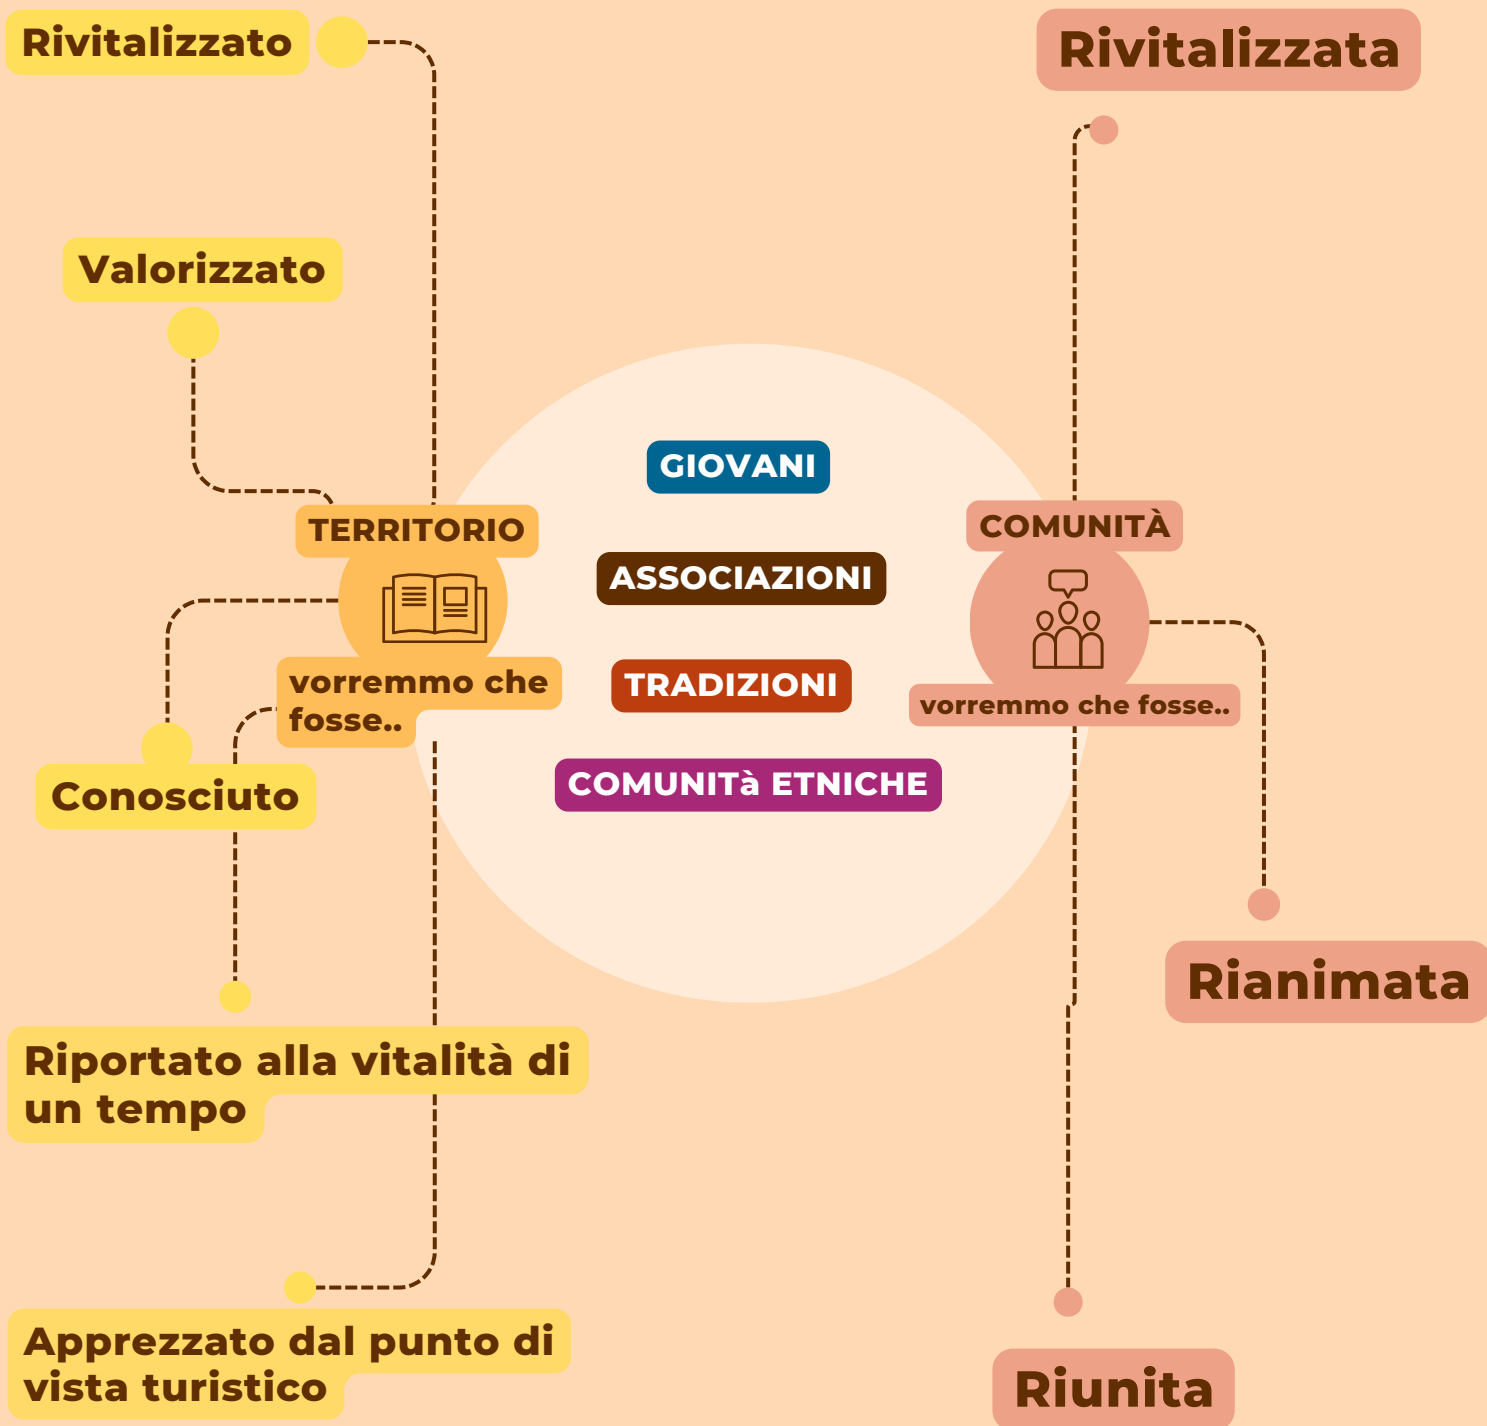 Rivitalizzato
Valorizzato
TERRITORIO
vorremmo che
fosse..
Conosciuto
Riportato alla vitalità di
un tempo
Apprezzato dal punto di
vista turistico
GIOVANI
ASSOCIAZIONI
TRADIZIONI
COMUNITà ETNICHE
Rivitalizzata
COMUNITÀ
vorremmo che fosse..
Rianimata
Riunita